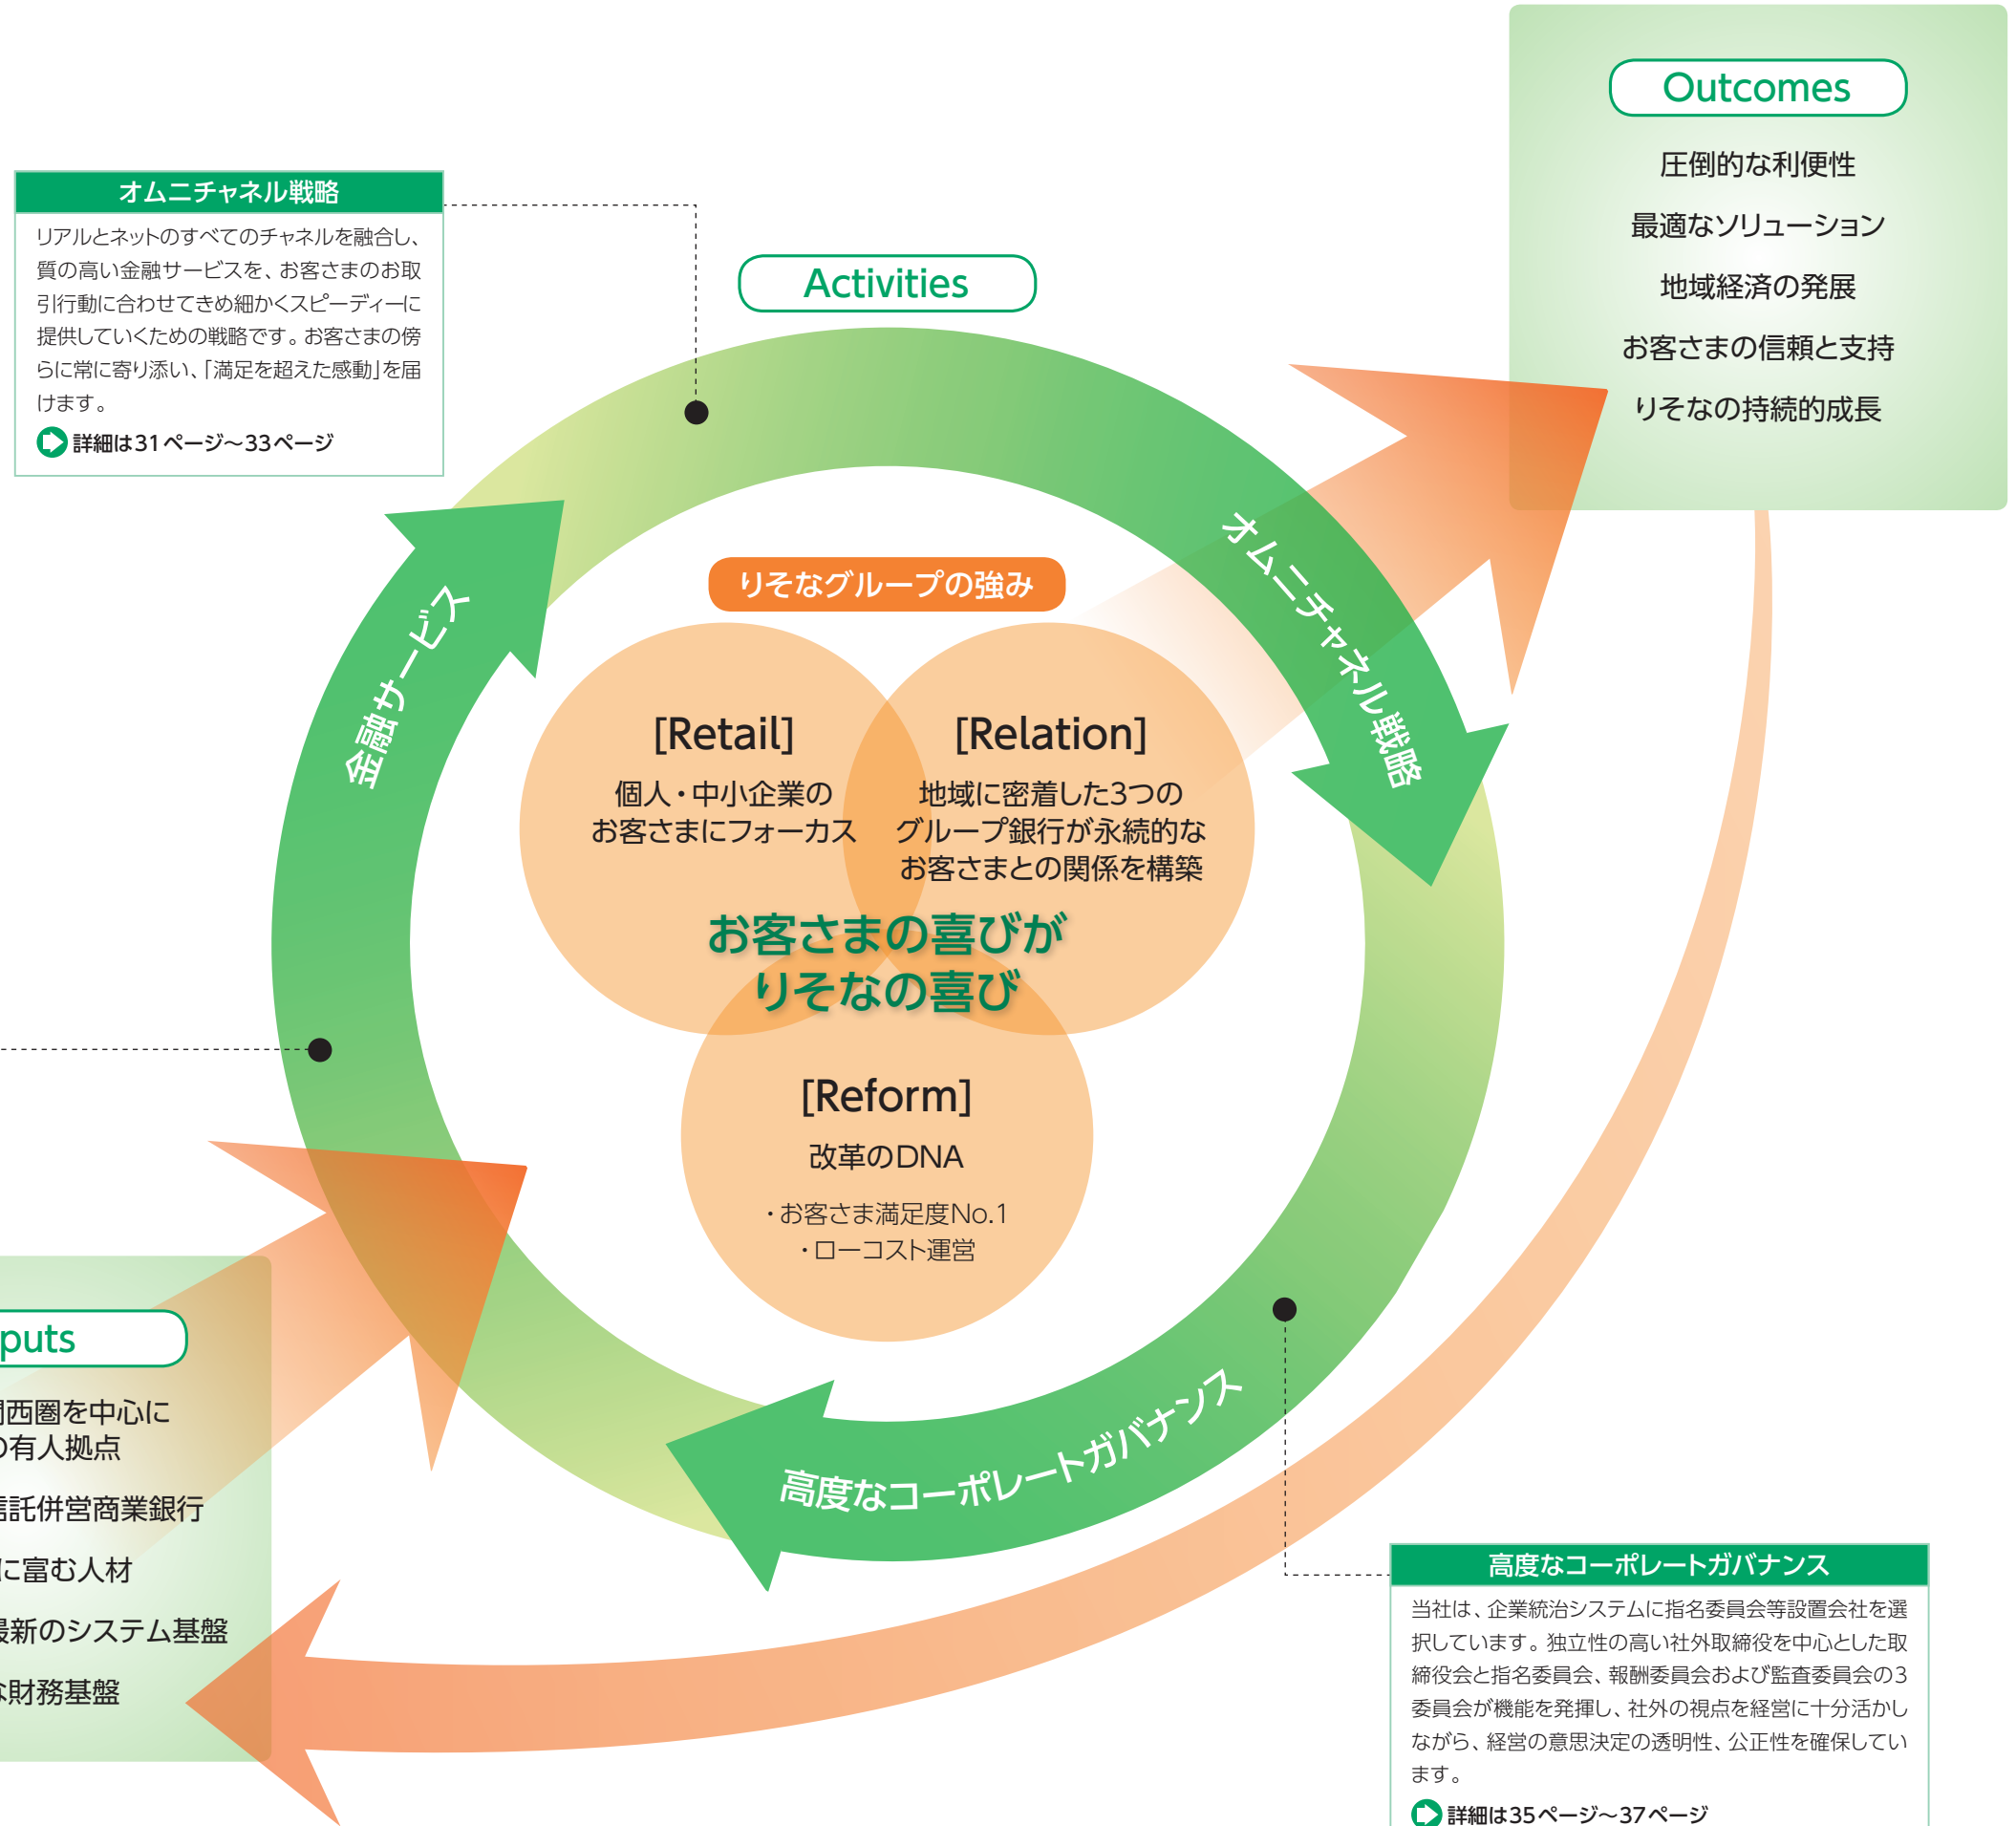 Outcomes
圧倒的な利便性
最適なソリューション
地域経済の発展
お客さまの信頼と支持
りそなの持続的成長
オムニチャネル戦略
リアルとネットのすべてのチャネルを融合し、
質の高い金融サービスを、お客さまのお取
引行動に合わせてきめ細かくスピーディーに
提供していくための戦略です。お客さまの傍
らに常に寄り添い、「満足を超えた感動」を届
けます。
詳細は31ページ～33ページ
Activities
金融サービス
オムニチャネル戦略
高度なコーポレートガバナンス
りそなグループの強み
[Retail]
個人・中小企業の
お客さまにフォーカス
[Relation]
地域に密着した3つの
グループ銀行が永続的な
お客さまとの関係を構築
お客さまの喜びが
りそなの喜び
[Reform]
改革のDNA
・お客さま満足度No.1
・ローコスト運営
puts
西圏を中心に
の有人拠点
託併営商業銀行
に富む人材
最新のシステム基盤
な財務基盤
高度なコーポレートガバナンス
当社は、企業統治システムに指名委員会等設置会社を選
択しています。独立性の高い社外取締役を中心とした取
締役会と指名委員会、報酬委員会および監査委員会の3
委員会が機能を発揮し、社外の視点を経営に十分活かし
ながら、経営の意思決定の透明性、公正性を確保してい
ます。
詳細は35ページ～37ページ